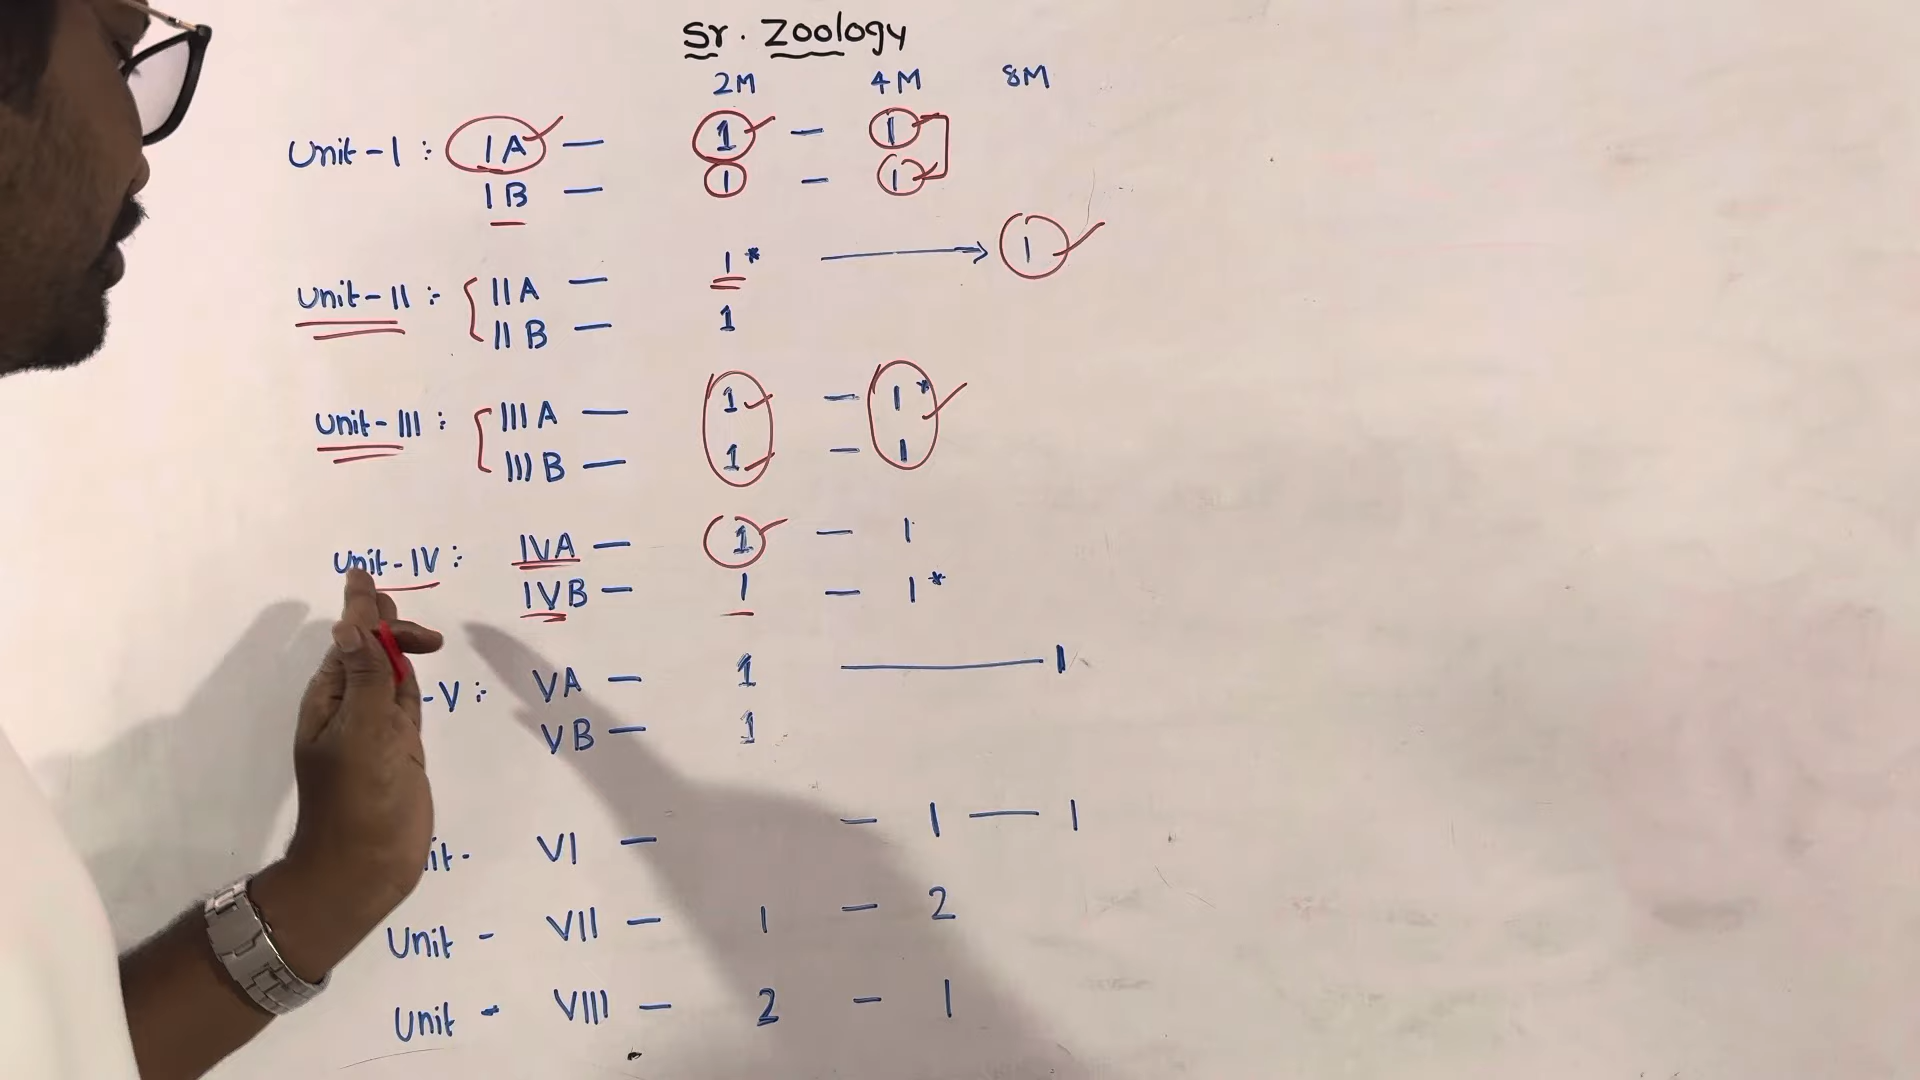 Sr. Zoology
2M 4M 8M
Unit-I : IA — 1 — 1
IB — 1 - 1
Unit-II :- IIA — 1* → 1
IIB — 1
Unit-III : IIIA — 1 — 1*
IIIB — 1 — 1
Unit-IV : IVA — 1 — 1
IVB — 1 — 1*
-V :- VA — 1 — 1
VB — 1
it- VI — — 1 — 1
Unit - VII — 1 — 2
Unit - VIII — 2 — 1